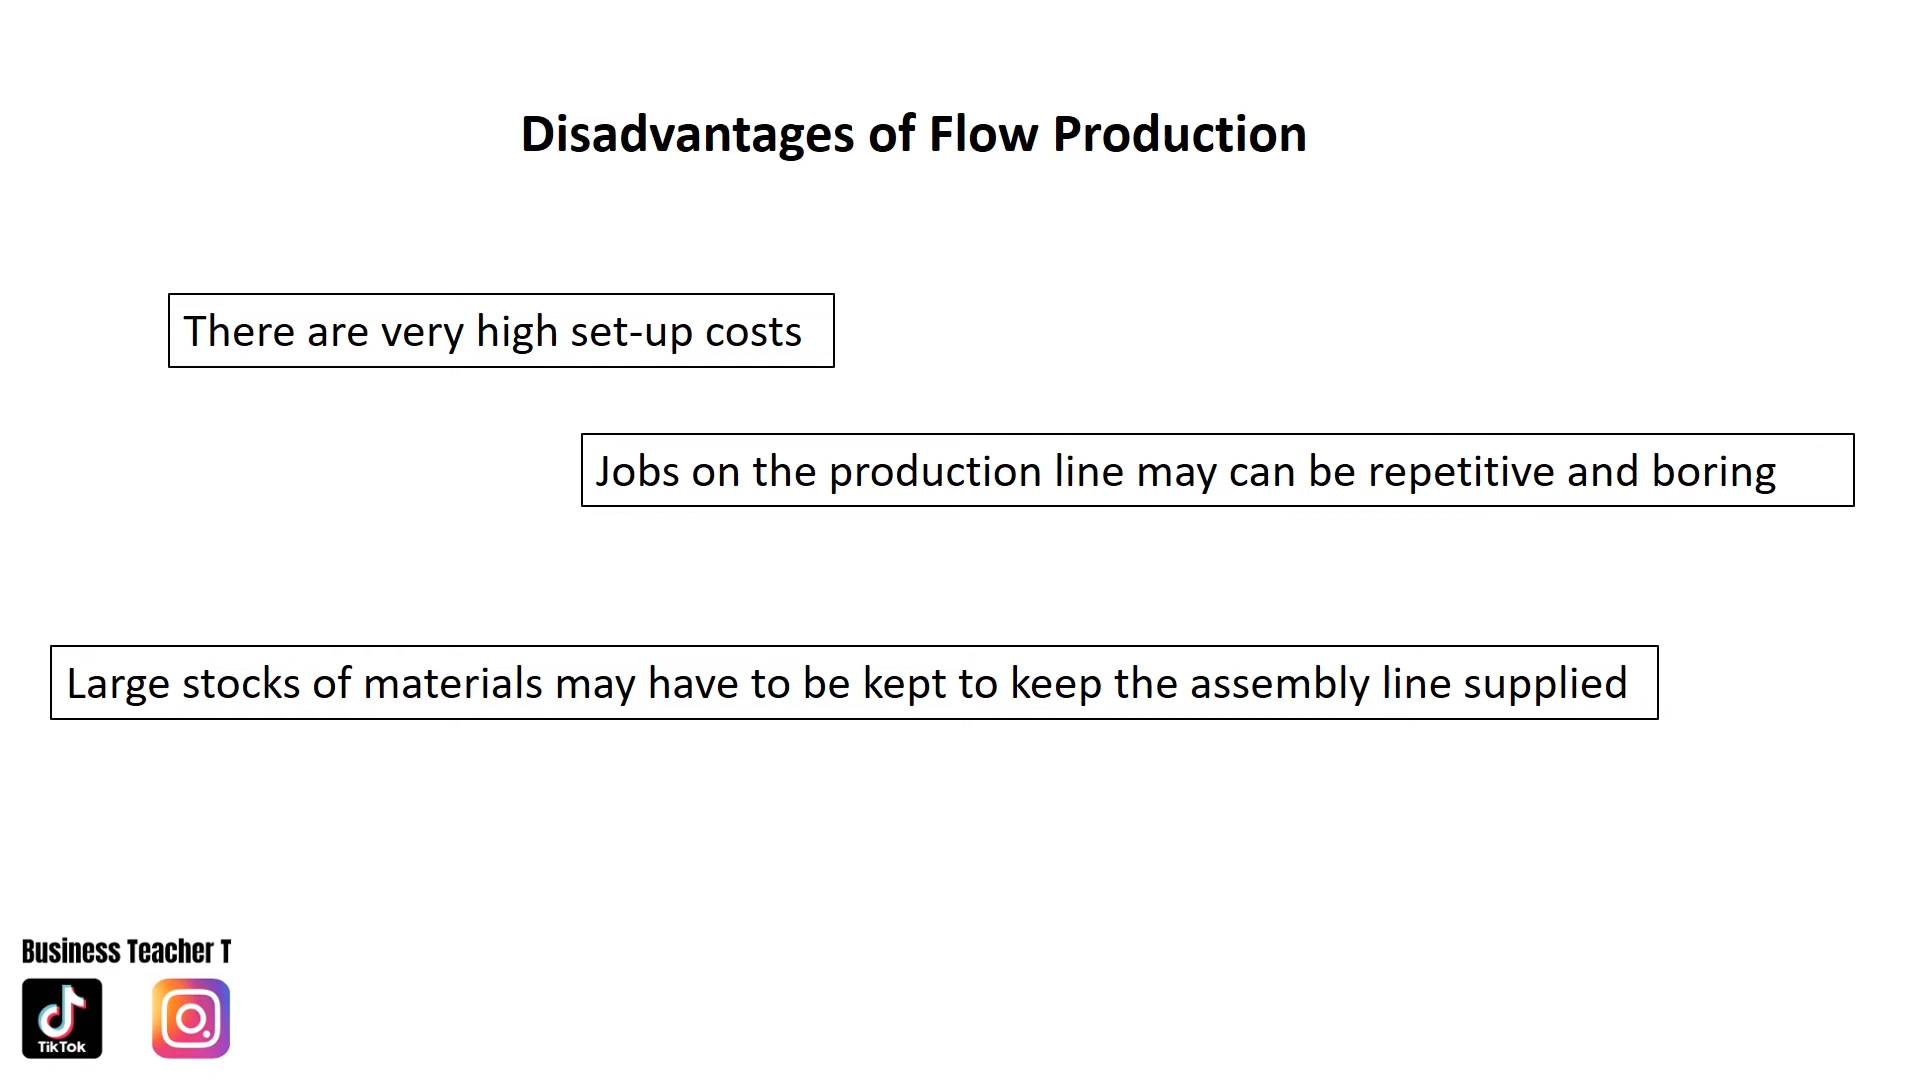 Disadvantages of Flow Production
There are very high set-up costs
Jobs on the production line may can be repetitive and boring
Large stocks of materials may have to be kept to keep the assembly line supplied
Business Teacher T
TikTok